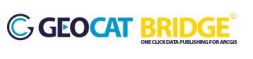 GEOCAT BRIDGE©
ONE CLICK DATA PUBLISHING FOR ARCGIS